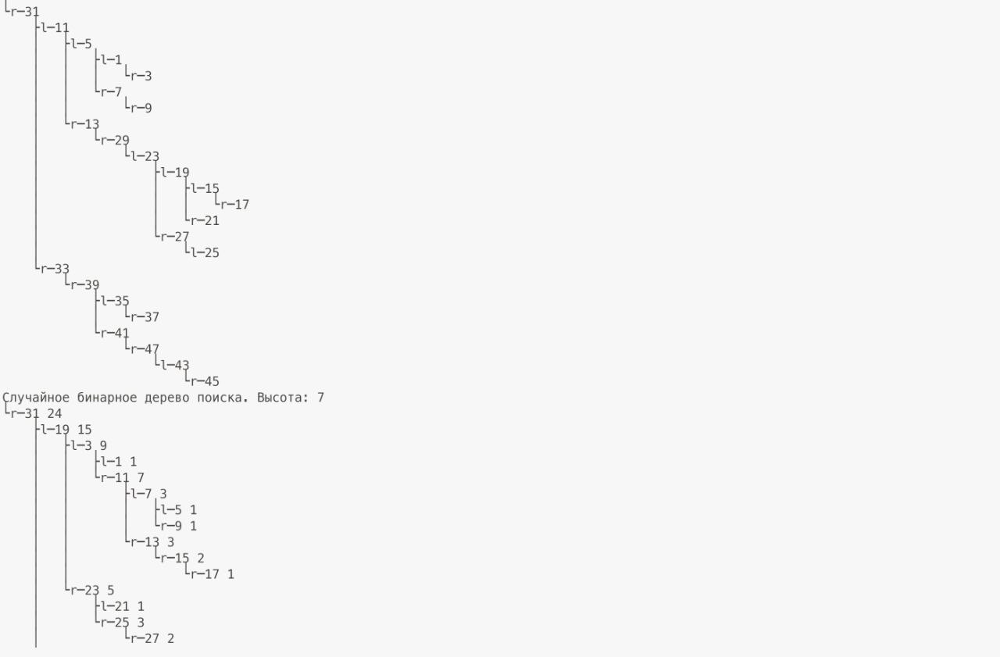 r─31
l─11
l─5
l─1
r─3
r─7
r─9
r─13
r─29
l─23
l─19
l─15
r─17
r─21
r─27
l─25
r─33
r─39
l─35
r─37
r─41
r─47
l─43
r─45
Случайное бинарное дерево поиска. Высота: 7
r─31 24
l─19 15
l─3 9
l─1 1
r─11 7
l─7 3
l─5 1
r─9 1
r─13 3
r─15 2
r─17 1
r─23 5
l─21 1
r─25 3
r─27 2